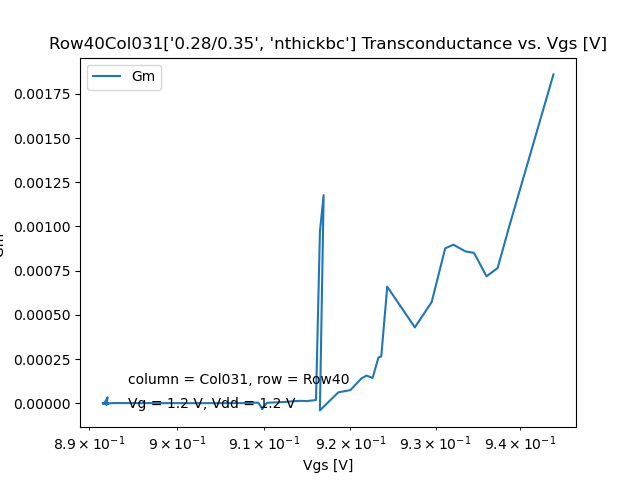 Row40Col031['0.28/0.35', 'nthickbc'] Transconductance vs. Vgs [V]
Gm
0.00175
0.00150
0.00125
0.00100
0.00075
0.00050
0.00025
0.00000
Gm
column = Col031, row = Row40
Vg = 1.2 V, Vdd = 1.2 V
8.9 × 10⁻¹ 9 × 10⁻¹ 9.1 × 10⁻¹ 9.2 × 10⁻¹ 9.3 × 10⁻¹ 9.4 × 10⁻¹
Vgs [V]